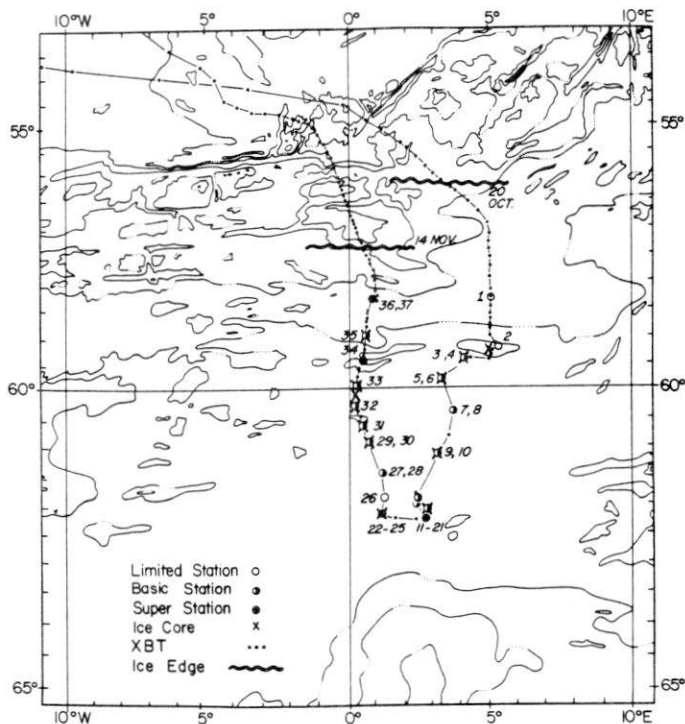 10°W 5° 0° 5° 10°E
55° 55°
20
OCT.
14 NOV.
1
36, 37
2
35
3, 4
34
5, 6
60° 60°
33
32
7, 8
31
29, 30
9, 10
27, 28
26
22-25 11-21
Limited Station
Basic Station
Super Station
Ice Core x
XBT
Ice Edge
65° 65°
10°W 5° 0° 5° 10°E